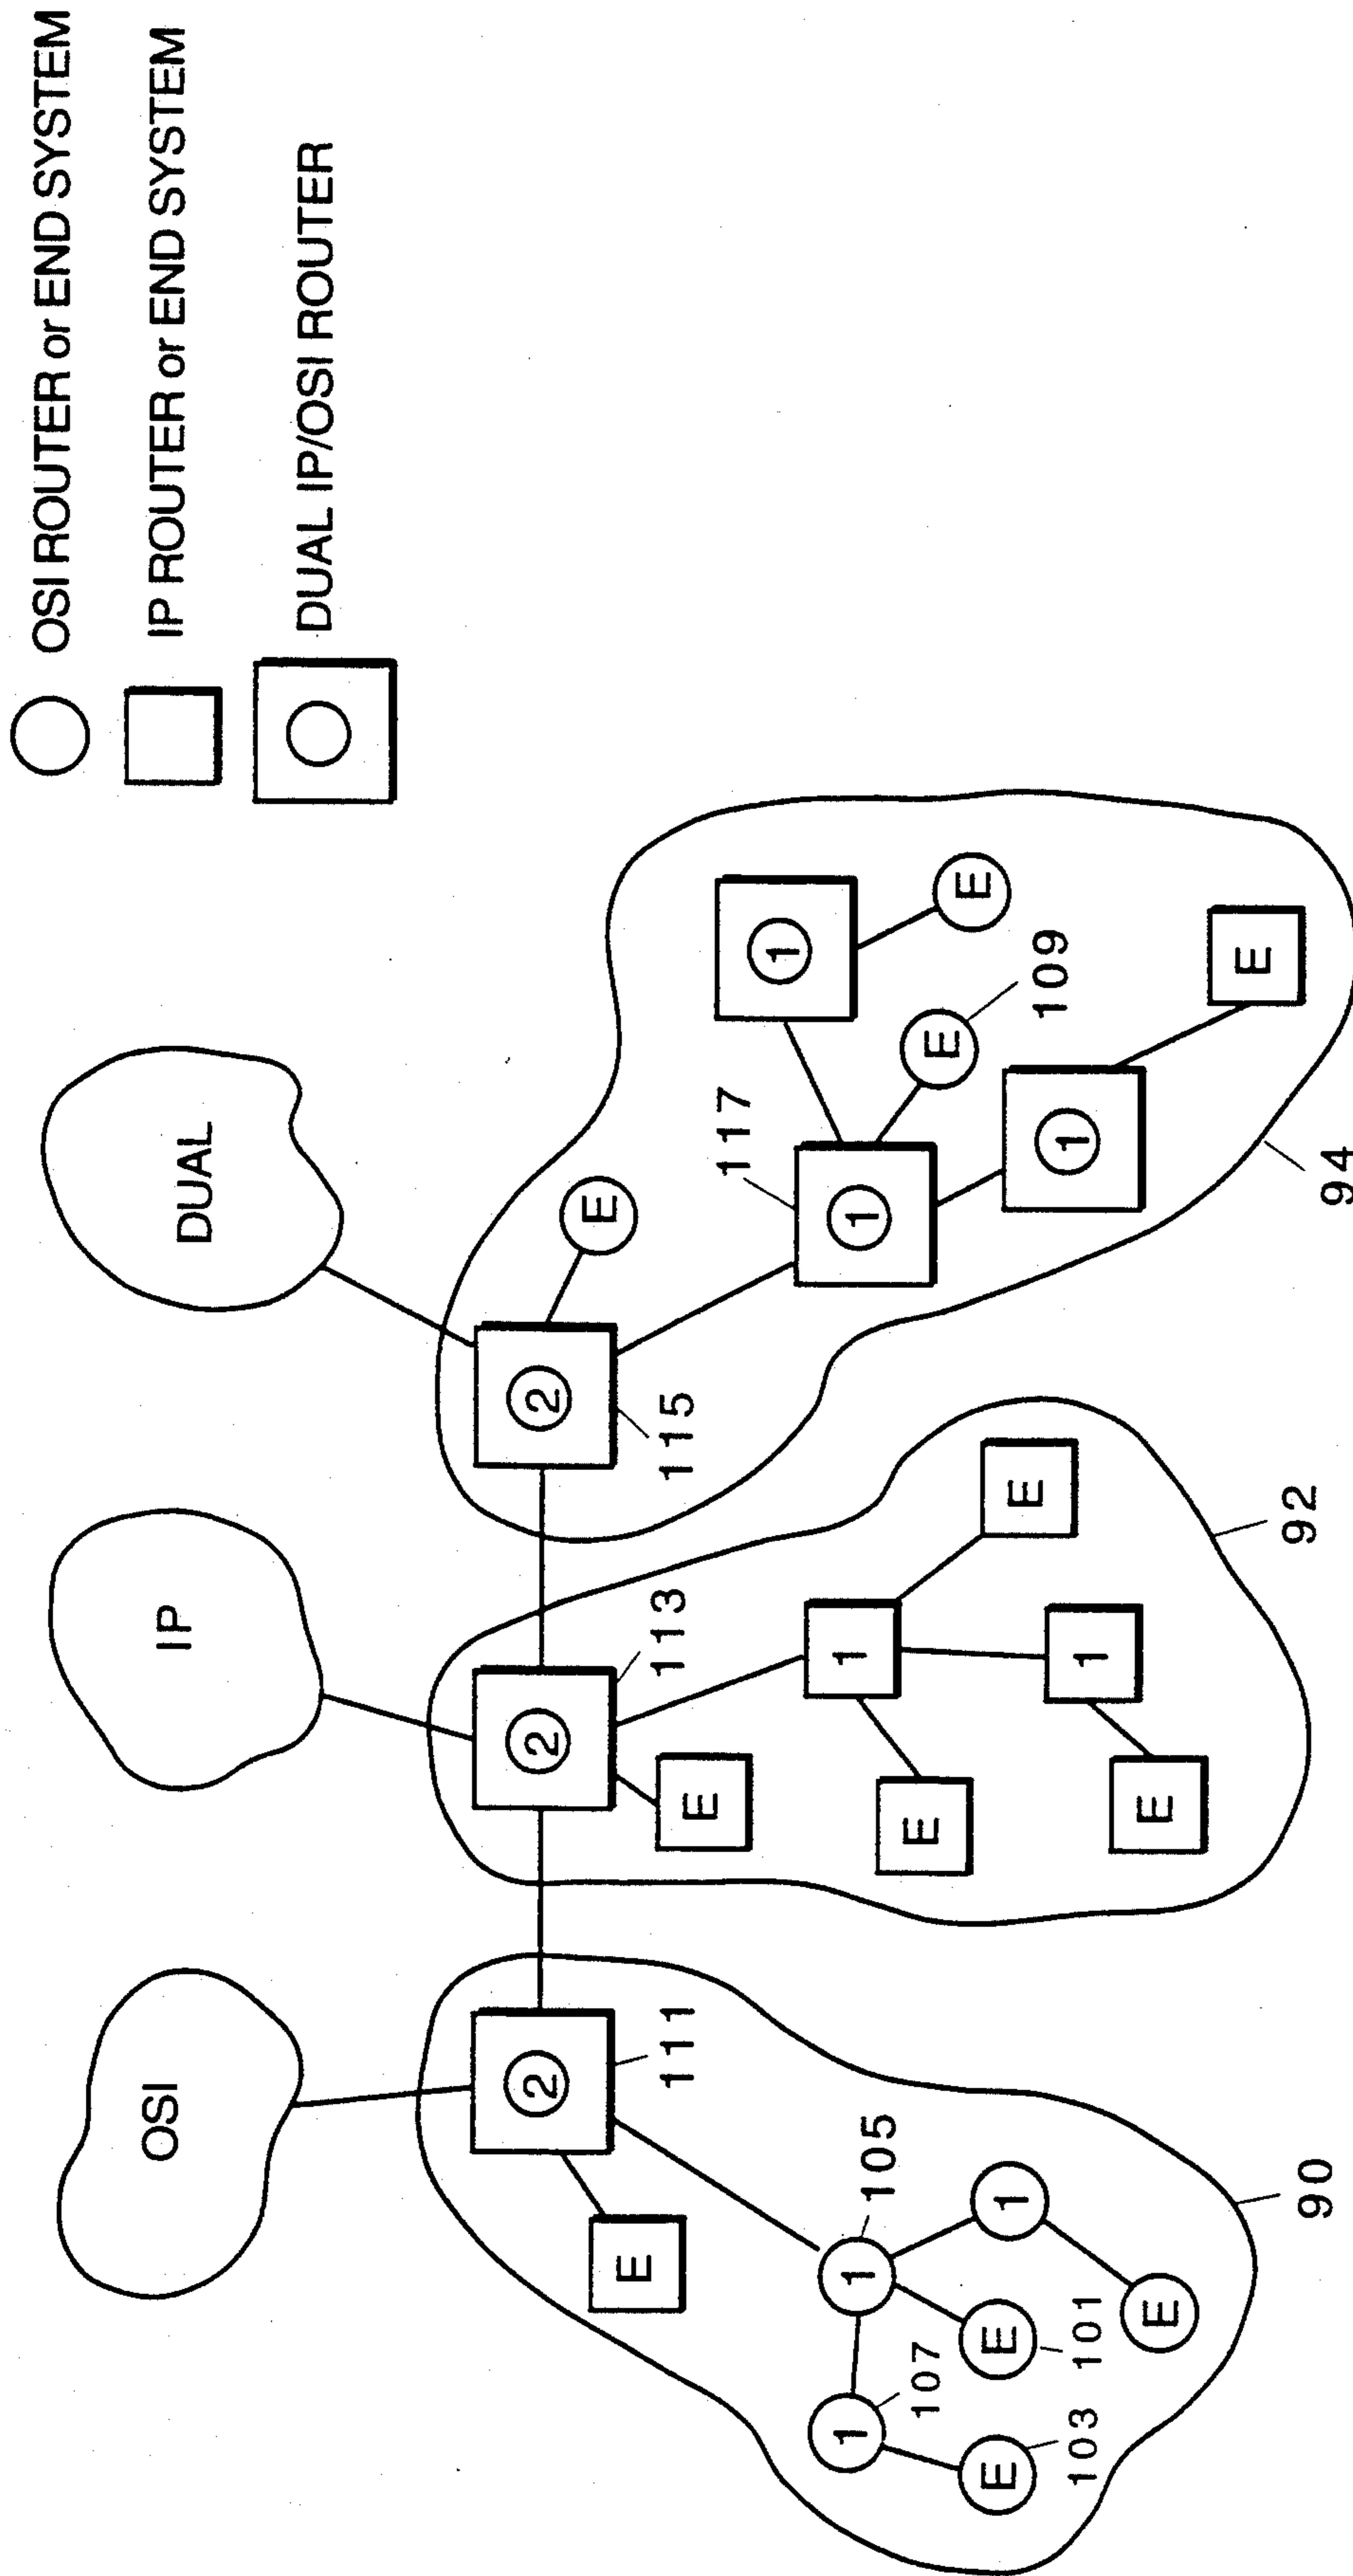 OSI ROUTER or END SYSTEM
IP ROUTER or END SYSTEM
DUAL IP/OSI ROUTER
OSI
IP
DUAL
2
111
E
1
105
1
107
E
103
E
101
1
E
90
2
113
E
1
E
E
1
E
92
2
115
E
1
117
1
E
E
109
1
E
94